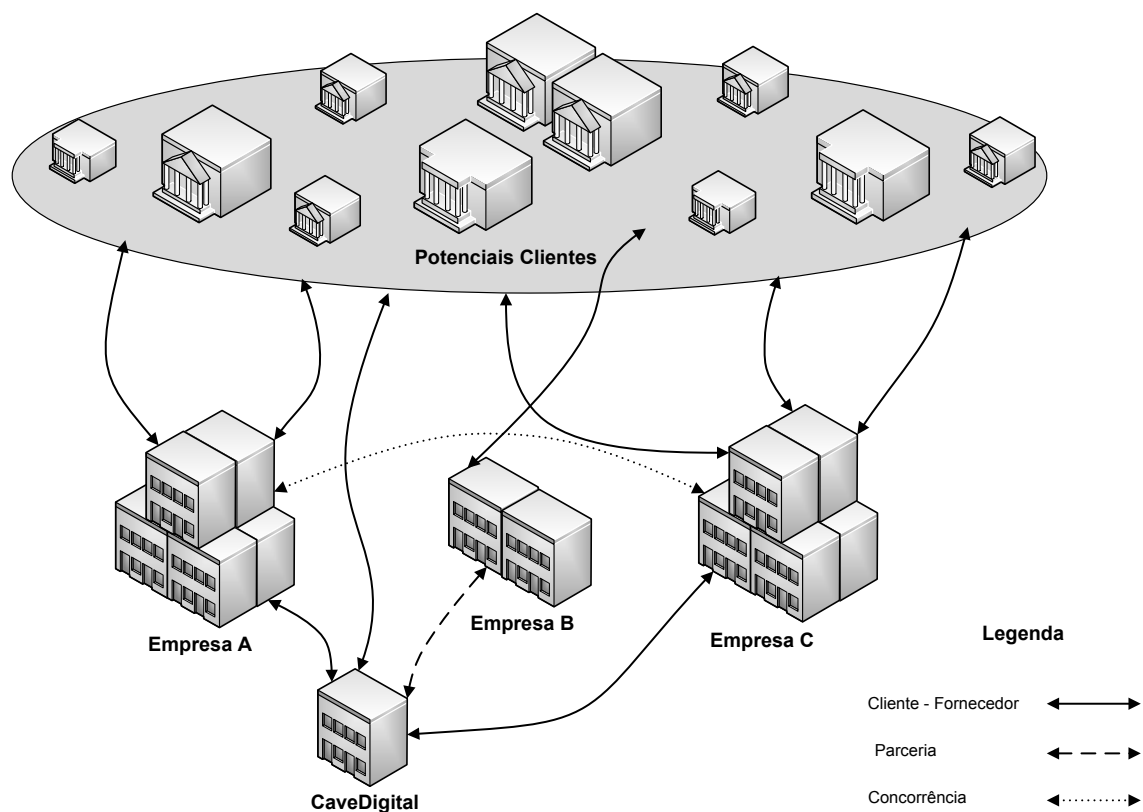 Potenciais Clientes
Empresa A
Empresa B
Empresa C
CaveDigital
Legenda
Cliente - Fornecedor
Parceria
Concorrência